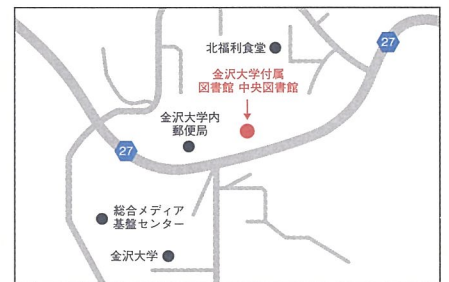 27
北福利食堂
金沢大学付属
図書館 中央図書館
金沢大学内
郵便局
27
総合メディア
基盤センター
金沢大学